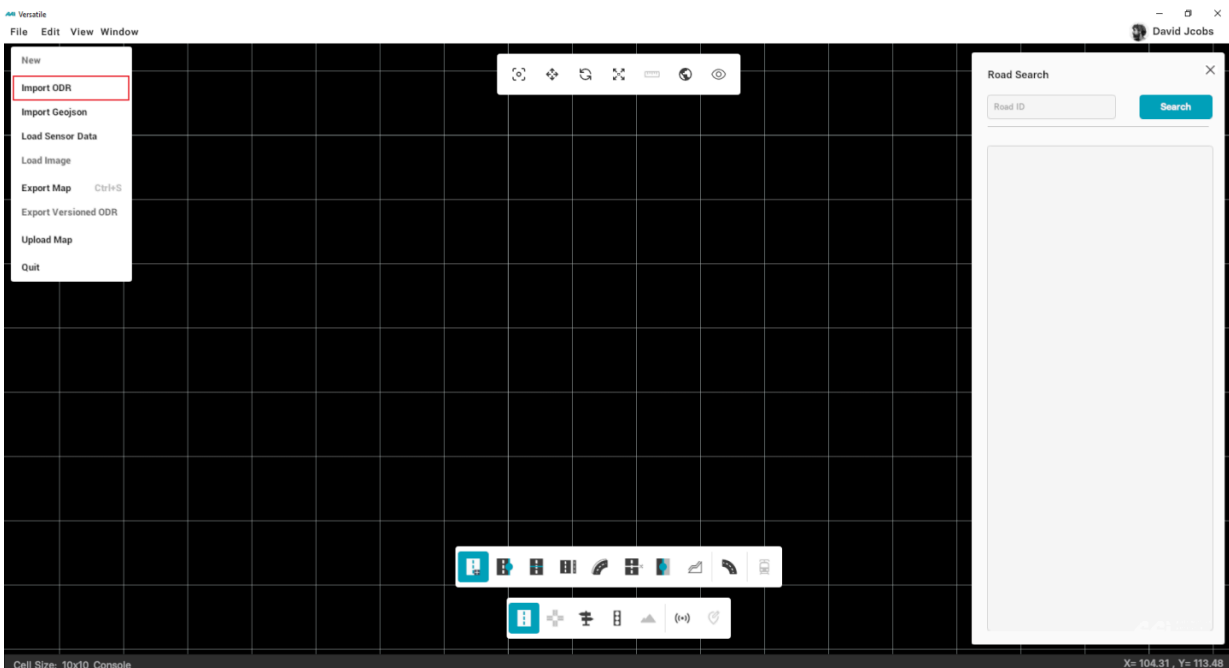 Versatile
File Edit View Window
David Jcobs
New
Import ODR
Import Geojson
Load Sensor Data
Load Image
Export Map Ctrl+S
Export Versioned ODR
Upload Map
Quit
Road Search
Road ID
Search
Cell Size: 10x10 Console
X= 104.31 , Y= 113.48